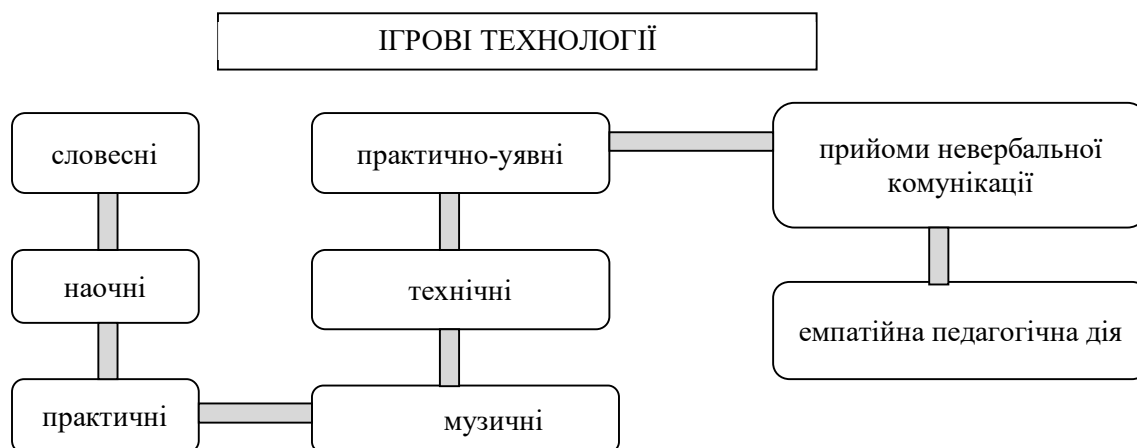 ІГРОВІ ТЕХНОЛОГІЇ
словесні
наочні
практичні
практично-уявні
технічні
музичні
прийоми невербальної
комунікації
емпатійна педагогічна дія